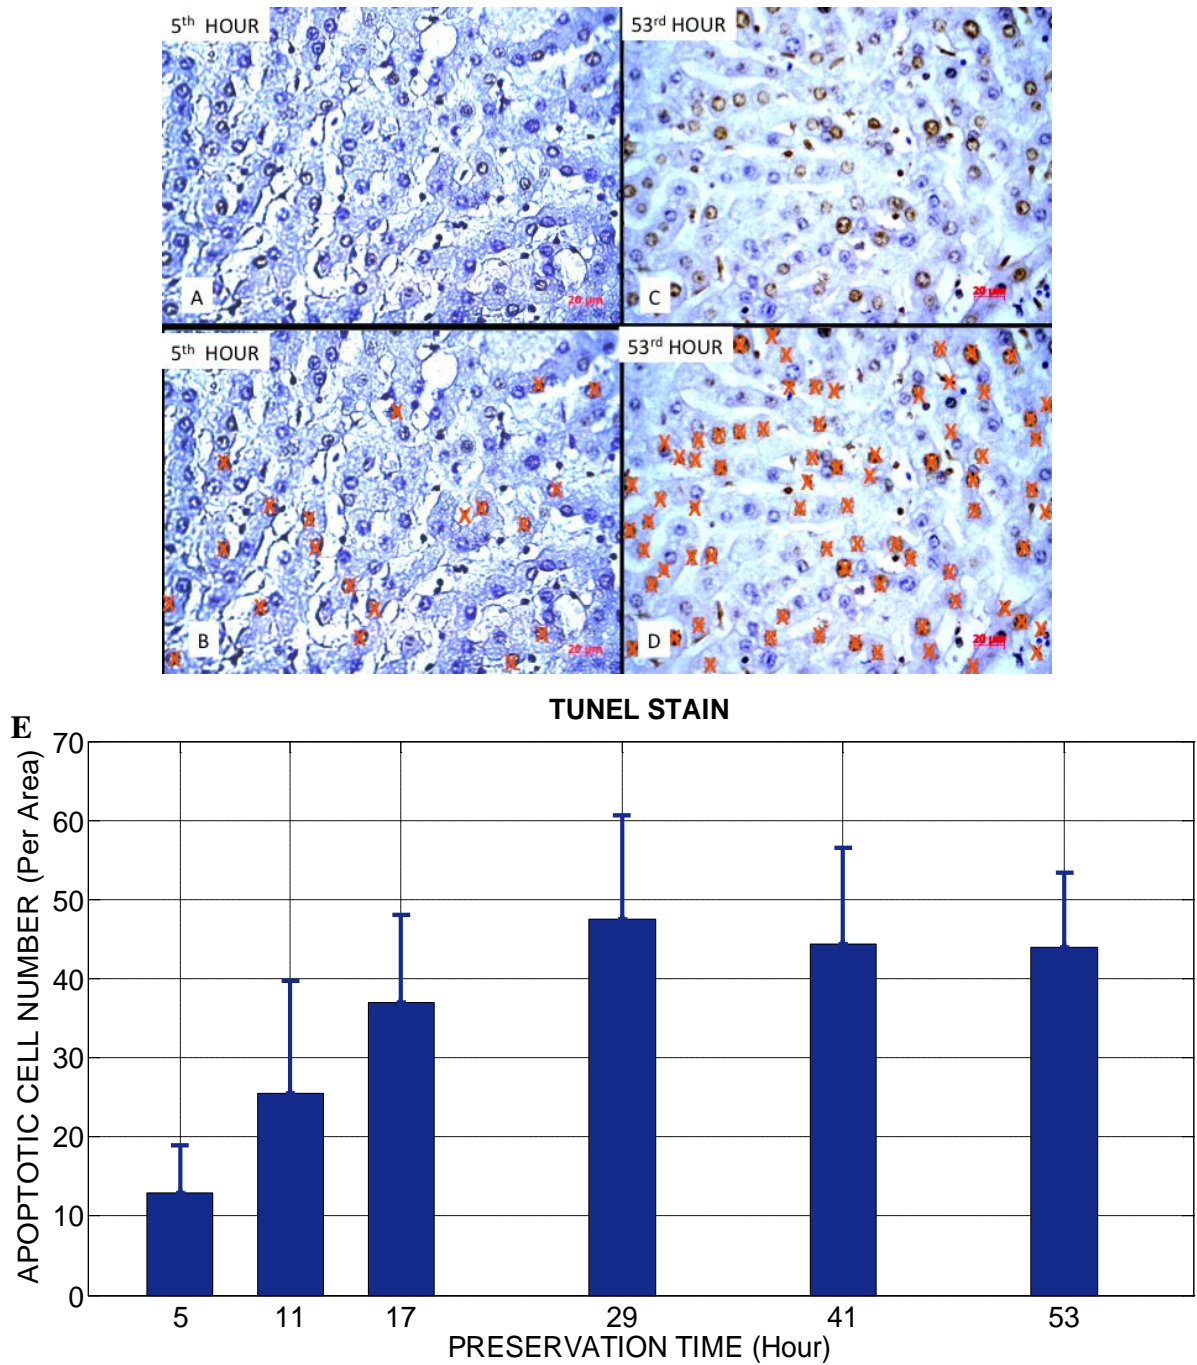 5th HOUR
53rd HOUR
A
20 µm
C
20 µm
5th HOUR
53rd HOUR
B
20 µm
D
20 µm
E
TUNEL STAIN
APOPTOTIC CELL NUMBER (Per Area)
70
60
50
40
30
20
10
0
5 11 17 29 41 53
PRESERVATION TIME (Hour)